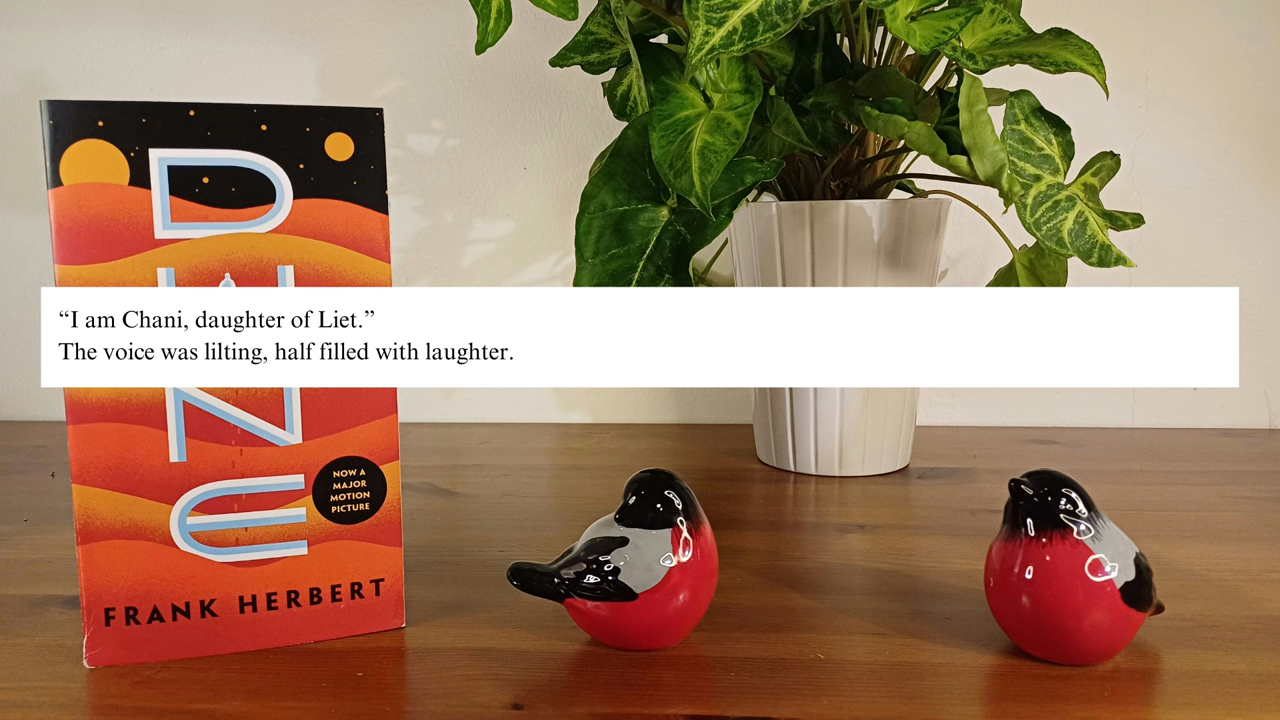 DUNE
“I am Chani, daughter of Liet.”
The voice was lilting, half filled with laughter.
NOW A
MAJOR
MOTION
PICTURE
FRANK HERBERT